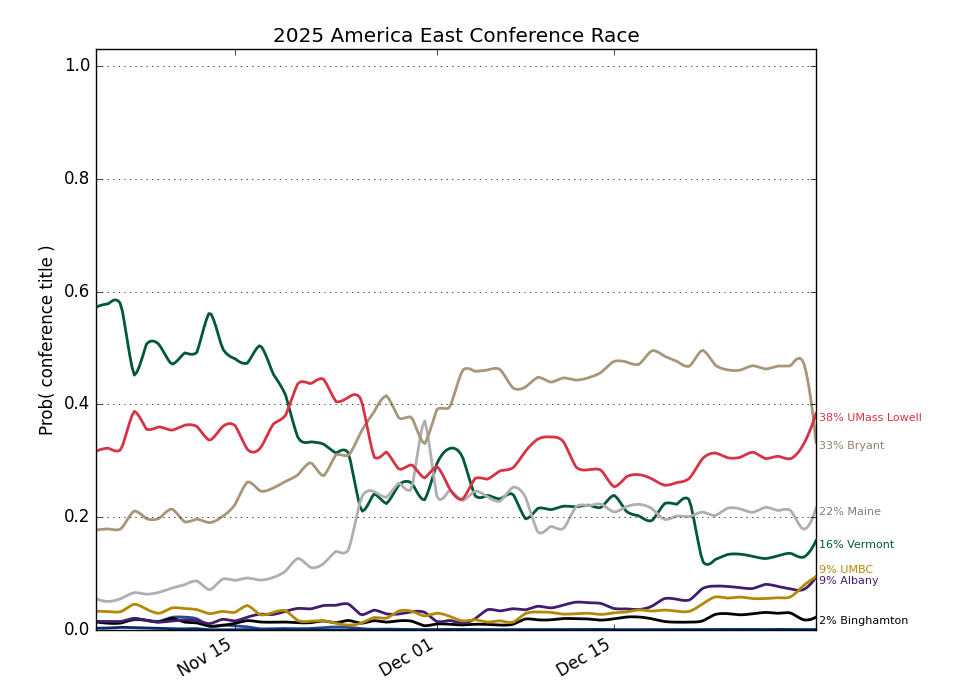 2025 America East Conference Race
Prob( conference title )
1.0
0.8
0.6
0.4
0.2
0.0
Nov 15
Dec 01
Dec 15
38% UMass Lowell
33% Bryant
22% Maine
16% Vermont
9% UMBC
9% Albany
2% Binghamton